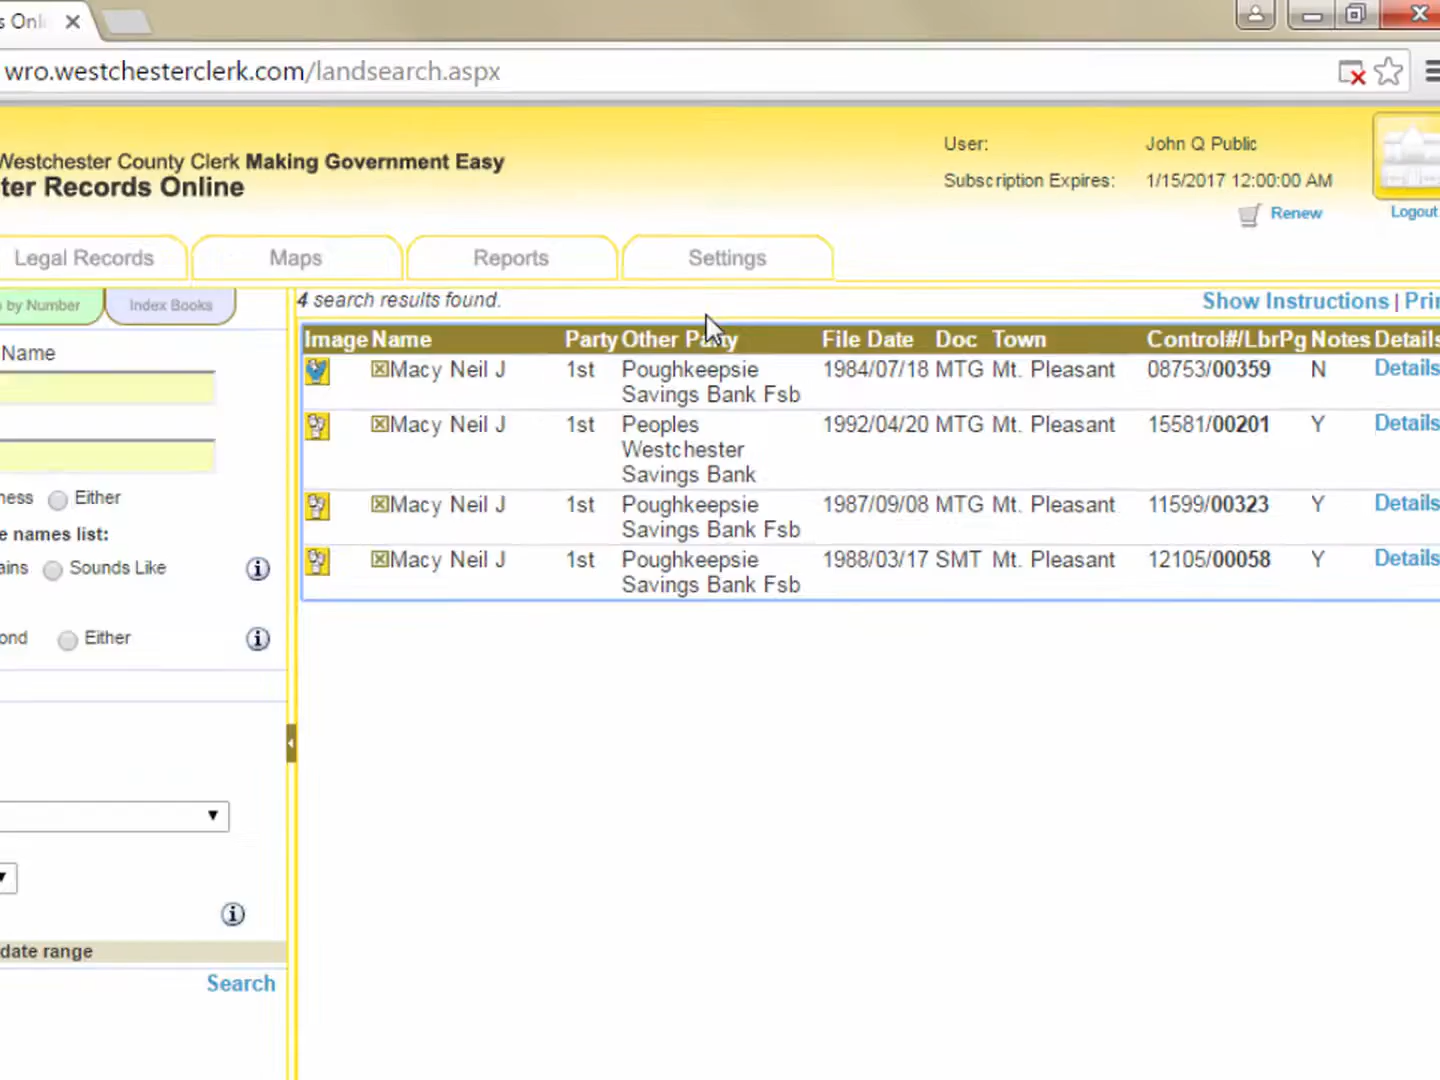 s Onli
wro.westchesterclerk.com/landsearch.aspx
Westchester County Clerk Making Government Easy
ter Records Online
User: John Q Public
Subscription Expires: 1/15/2017 12:00:00 AM
Renew
Logout
Legal Records Maps Reports Settings
by Number Index Books
4 search results found.
Show Instructions | Prin
Image Name Party Other Party File Date Doc Town Control#/LbrPg Notes Details
Macy Neil J 1st Poughkeepsie 1984/07/18 MTG Mt. Pleasant 08753/00359 N Details
Savings Bank Fsb
Macy Neil J 1st Peoples 1992/04/20 MTG Mt. Pleasant 15581/00201 Y Details
Westchester
Savings Bank
Macy Neil J 1st Poughkeepsie 1987/09/08 MTG Mt. Pleasant 11599/00323 Y Details
Savings Bank Fsb
Macy Neil J 1st Poughkeepsie 1988/03/17 SMT Mt. Pleasant 12105/00058 Y Details
Savings Bank Fsb
Name
ness Either
e names list:
ains Sounds Like
ond Either
date range
Search